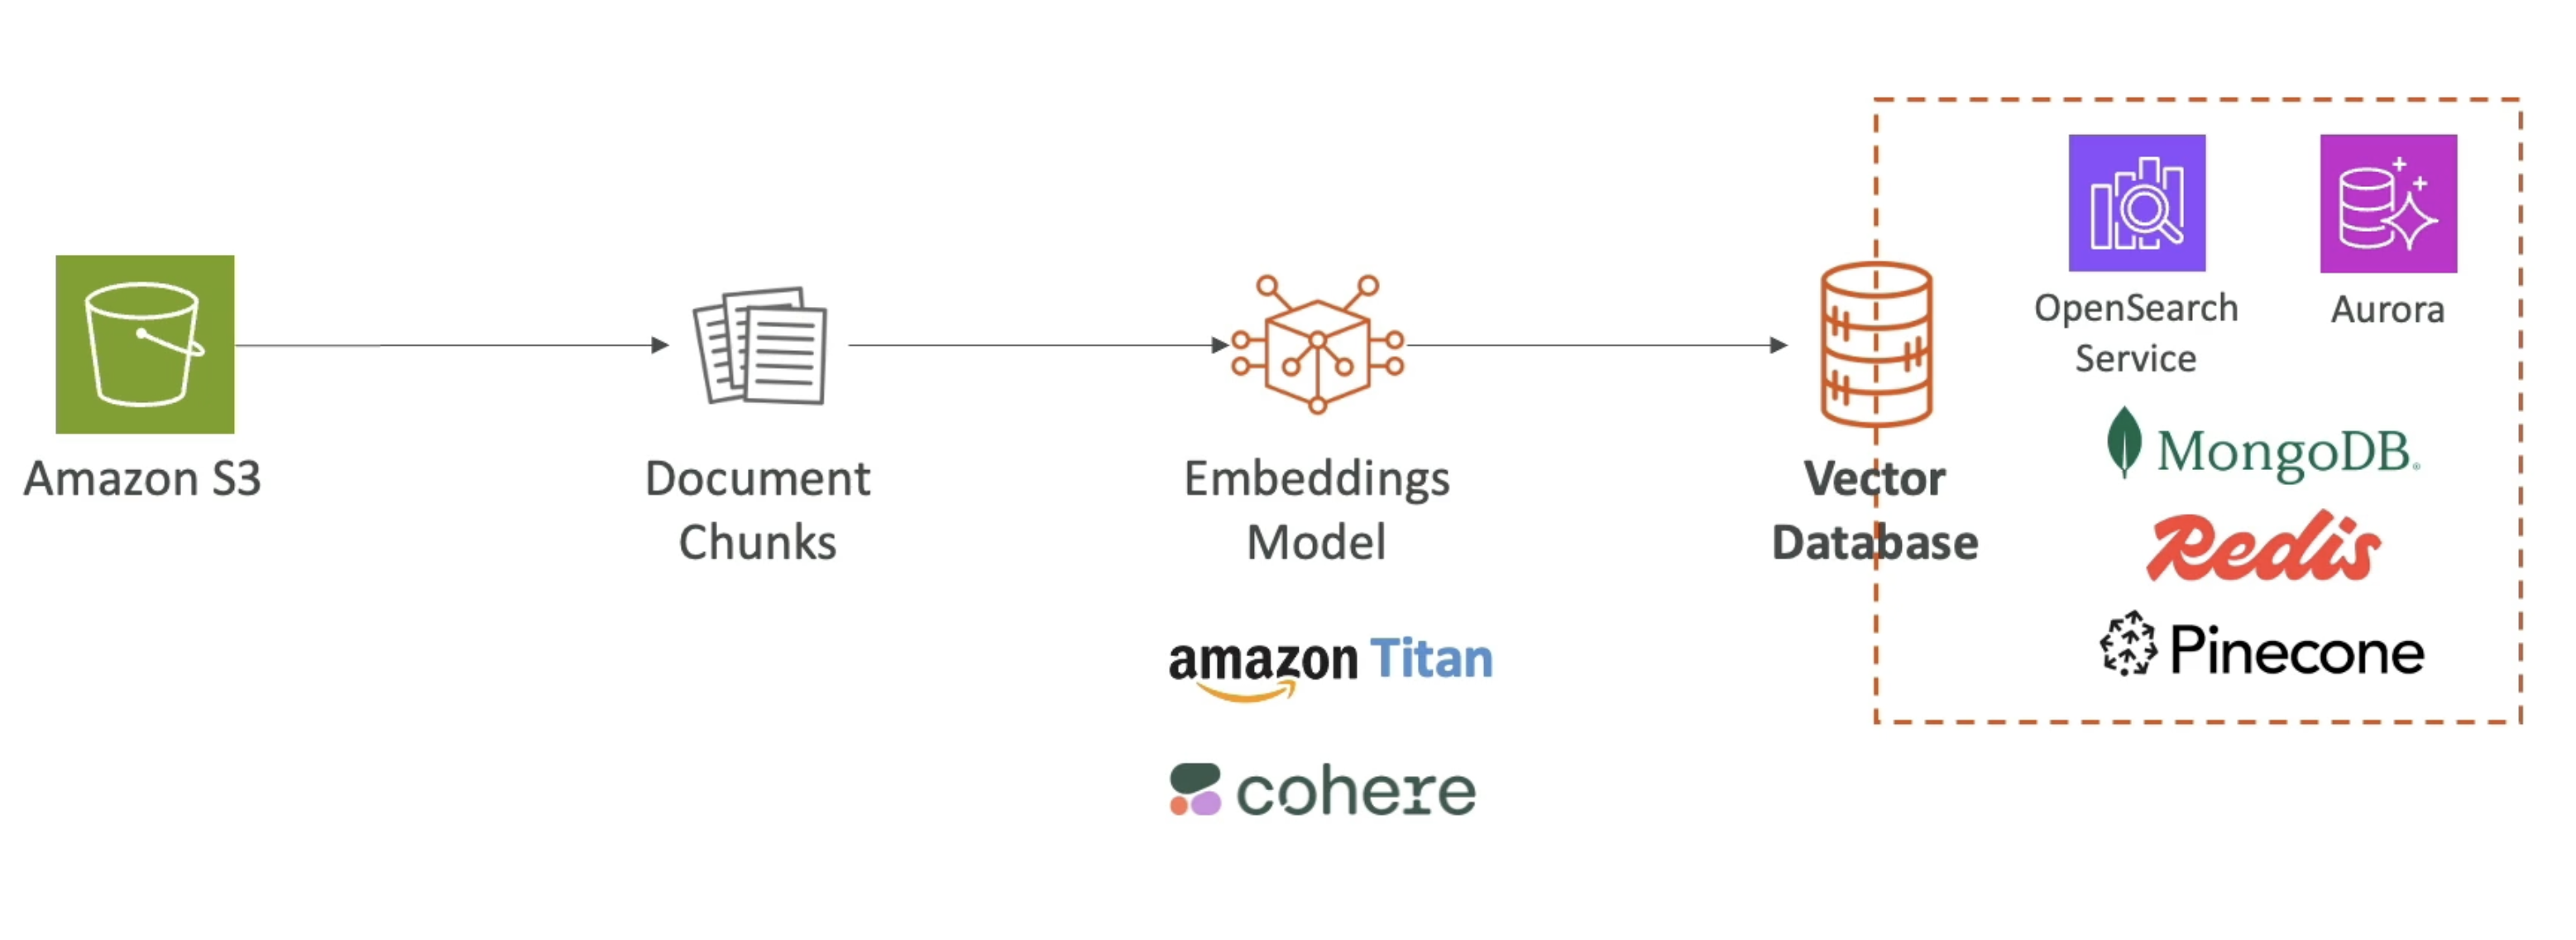 Amazon S3
Document
Chunks
Embeddings
Model
amazon Titan
cohere
Vector
Database
OpenSearch
Service
Aurora
MongoDB®
Redis
Pinecone